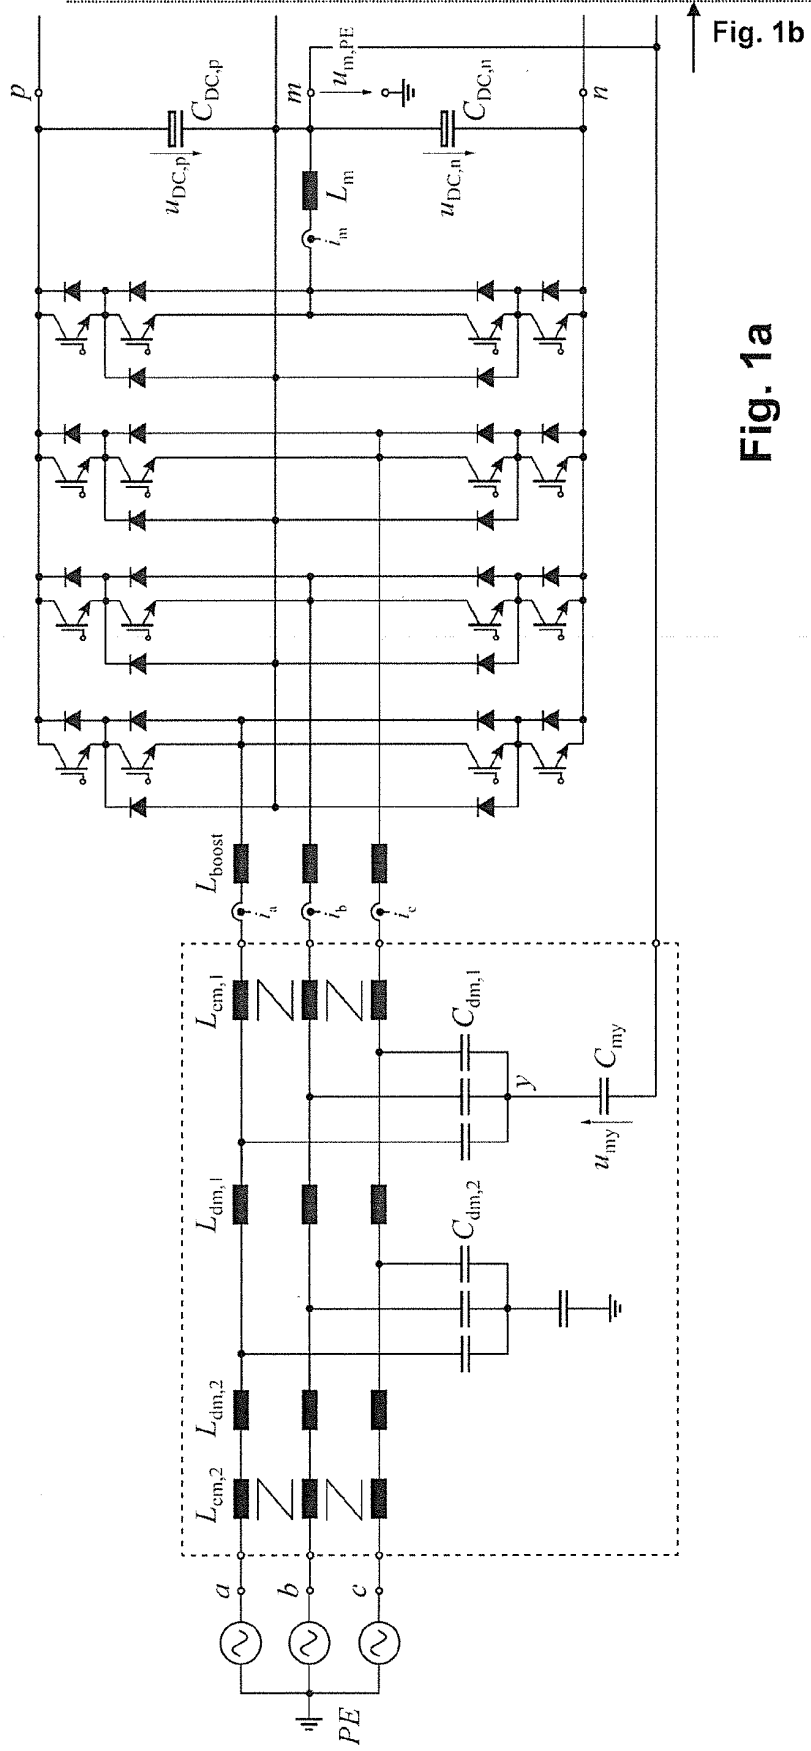 Fig. 1b
p
C_DC,p
u_DC,p
m
u_m,PE
C_DC,n
u_DC,n
n
L_m
i_m
Fig. 1a
L_boost
i_a
i_b
i_c
L_cm,1
C_dm,1
y
C_my
u_my
L_dm,1
C_dm,2
L_dm,2
L_cm,2
a
b
c
PE